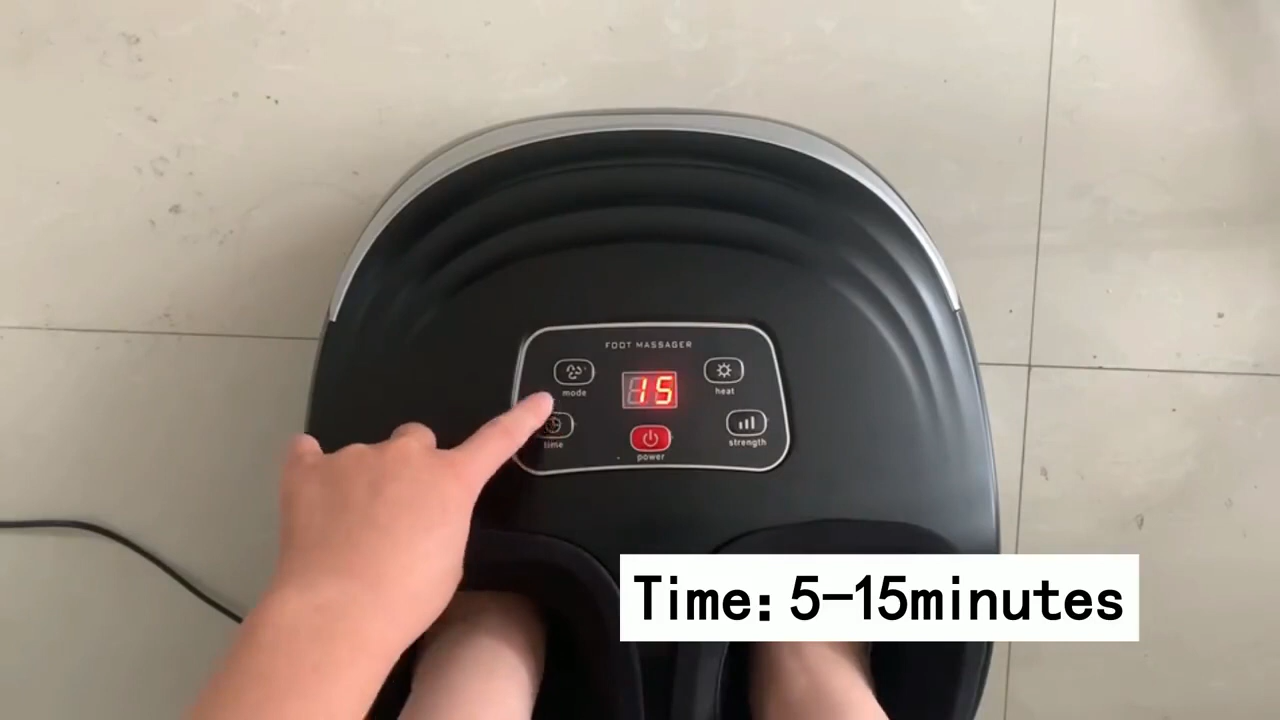 FOOT MASSAGER
mode
15
heat
time
power
strength
Time: 5-15minutes